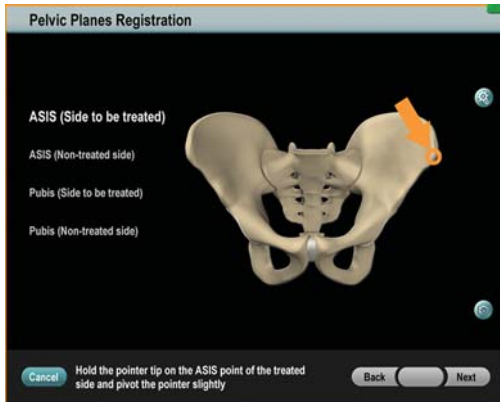 Pelvic Planes Registration
ASIS (Side to be treated)
ASIS (Non-treated side)
Pubis (Side to be treated)
Pubis (Non-treated side)
Cancel
Hold the pointer tip on the ASIS point of the treated
side and pivot the pointer slightly
Back
Next